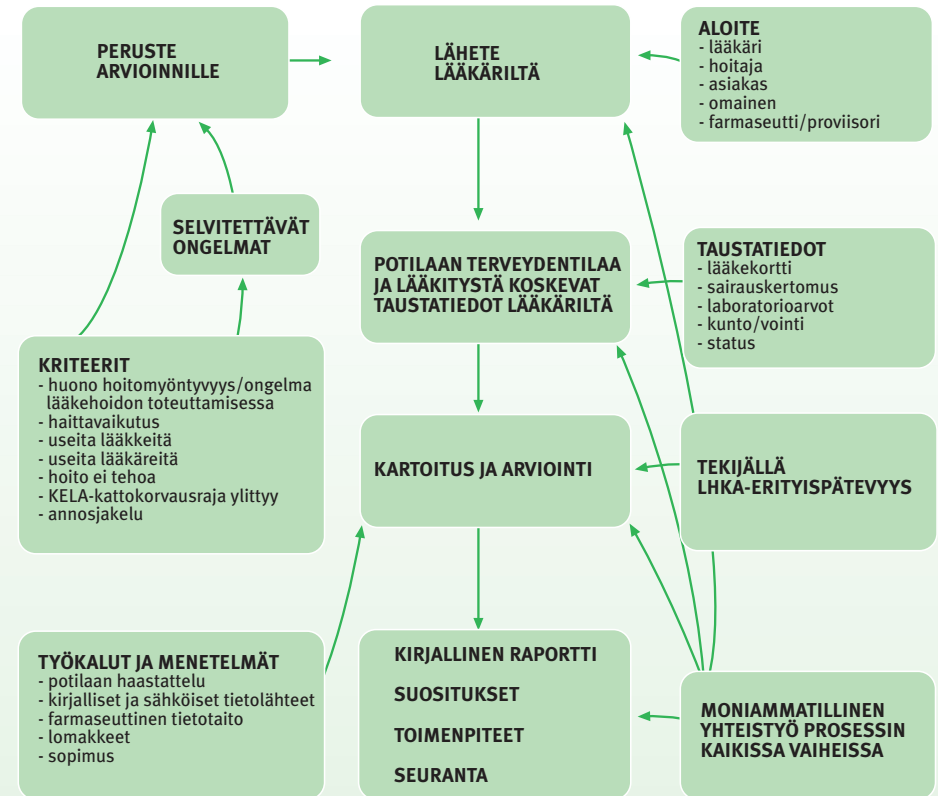 PERUSTE
ARVIOINNILLE
LÄHETE
LÄÄKÄRILTÄ
ALOITE
- lääkäri
- hoitaja
- asiakas
- omainen
- farmaseutti/proviisori
SELVITETTÄVÄT
ONGELMAT
POTILAAN TERVEYDENTILAA
JA LÄÄKITYSTÄ KOSKEVAT
TAUSTATIEDOT LÄÄKÄRILTÄ
TAUSTATIEDOT
- lääkekortti
- sairauskertomus
- laboratorioarvot
- kunto/vointi
- status
KRITEERIT
- huono hoitomyöntyvyys/ongelma
lääkehoidon toteuttamisessa
- haittavaikutus
- useita lääkkeitä
- useita lääkäreitä
- hoito ei tehoa
- KELA-kattokorvausraja ylittyy
- annosjakelu
KARTOITUS JA ARVIOINTI
TEKIJÄLLÄ
LHKA-ERITYISPÄTEVYYS
TYÖKALUT JA MENETELMÄT
- potilaan haastattelu
- kirjalliset ja sähköiset tietolähteet
- farmaseuttinen tietotaito
- lomakkeet
- sopimus
KIRJALLINEN RAPORTTI
SUOSITUKSET
TOIMENPITEET
SEURANTA
MONIAMMATILLINEN
YHTEISTYÖ PROSESSIN
KAIKISSA VAIHEISSA